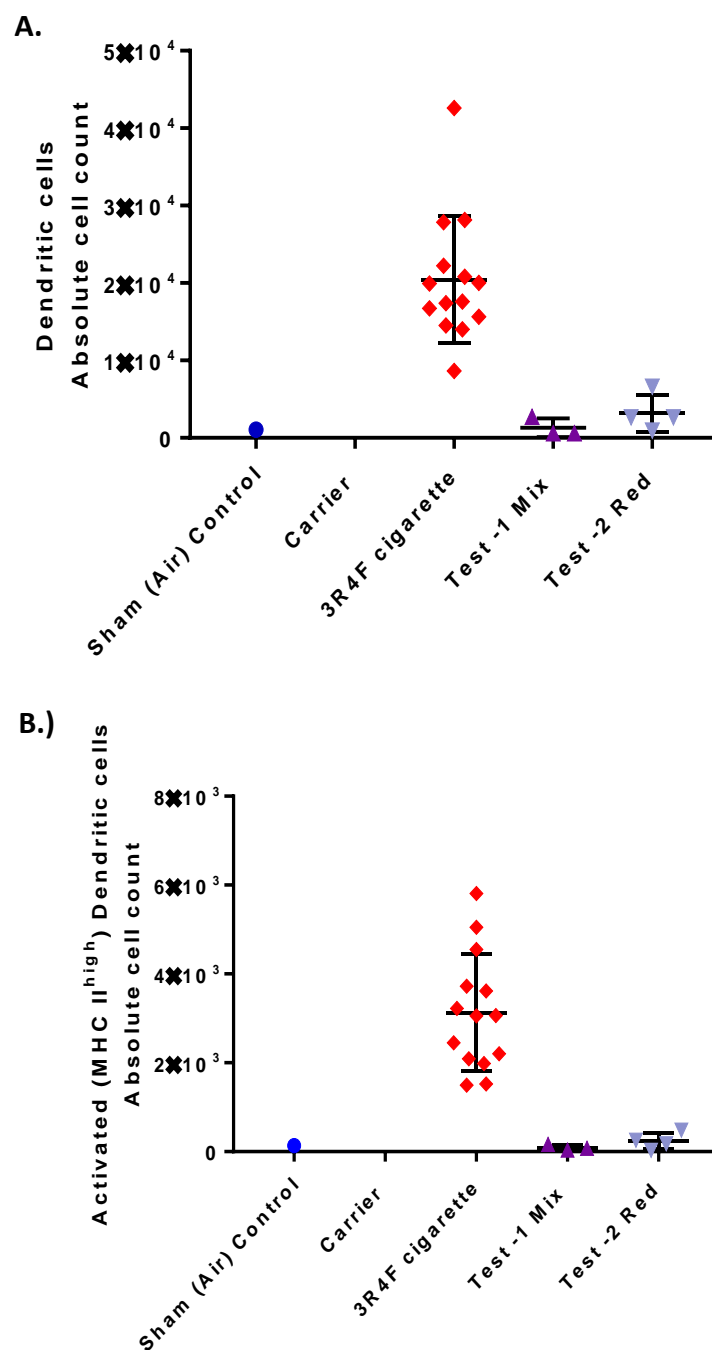 A.
Dendritic cells
Absolute cell count
5✖10⁴
4✖10⁴
3✖10⁴
2✖10⁴
1✖10⁴
0
Sham (Air) Control
Carrier
3R4F cigarette
Test-1 Mix
Test-2 Red
B.)
Activated (MHC IIʰⁱᵍʰ) Dendritic cells
Absolute cell count
8✖10³
6✖10³
4✖10³
2✖10³
0
Sham (Air) Control
Carrier
3R4F cigarette
Test-1 Mix
Test-2 Red